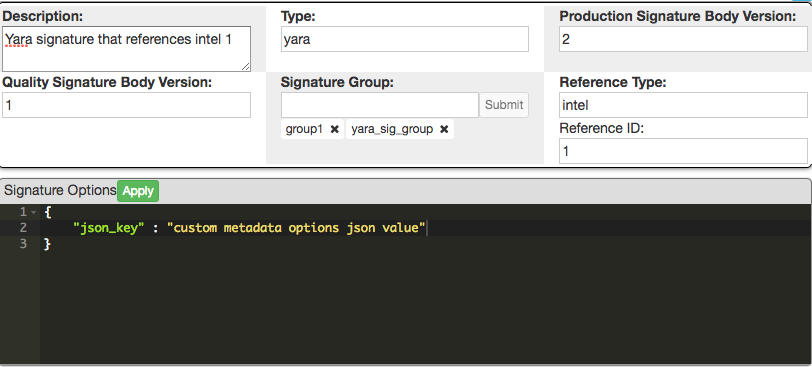 Description: Type: Production Signature Body Version:
Yara signature that references intel 1 yara 2
Quality Signature Body Version: Signature Group: Reference Type:
1 Submit intel
group1 ✖ yara_sig_group ✖ Reference ID:
1
Signature Options Apply
1 {
2 "json_key" : "custom metadata options json value"
3 }